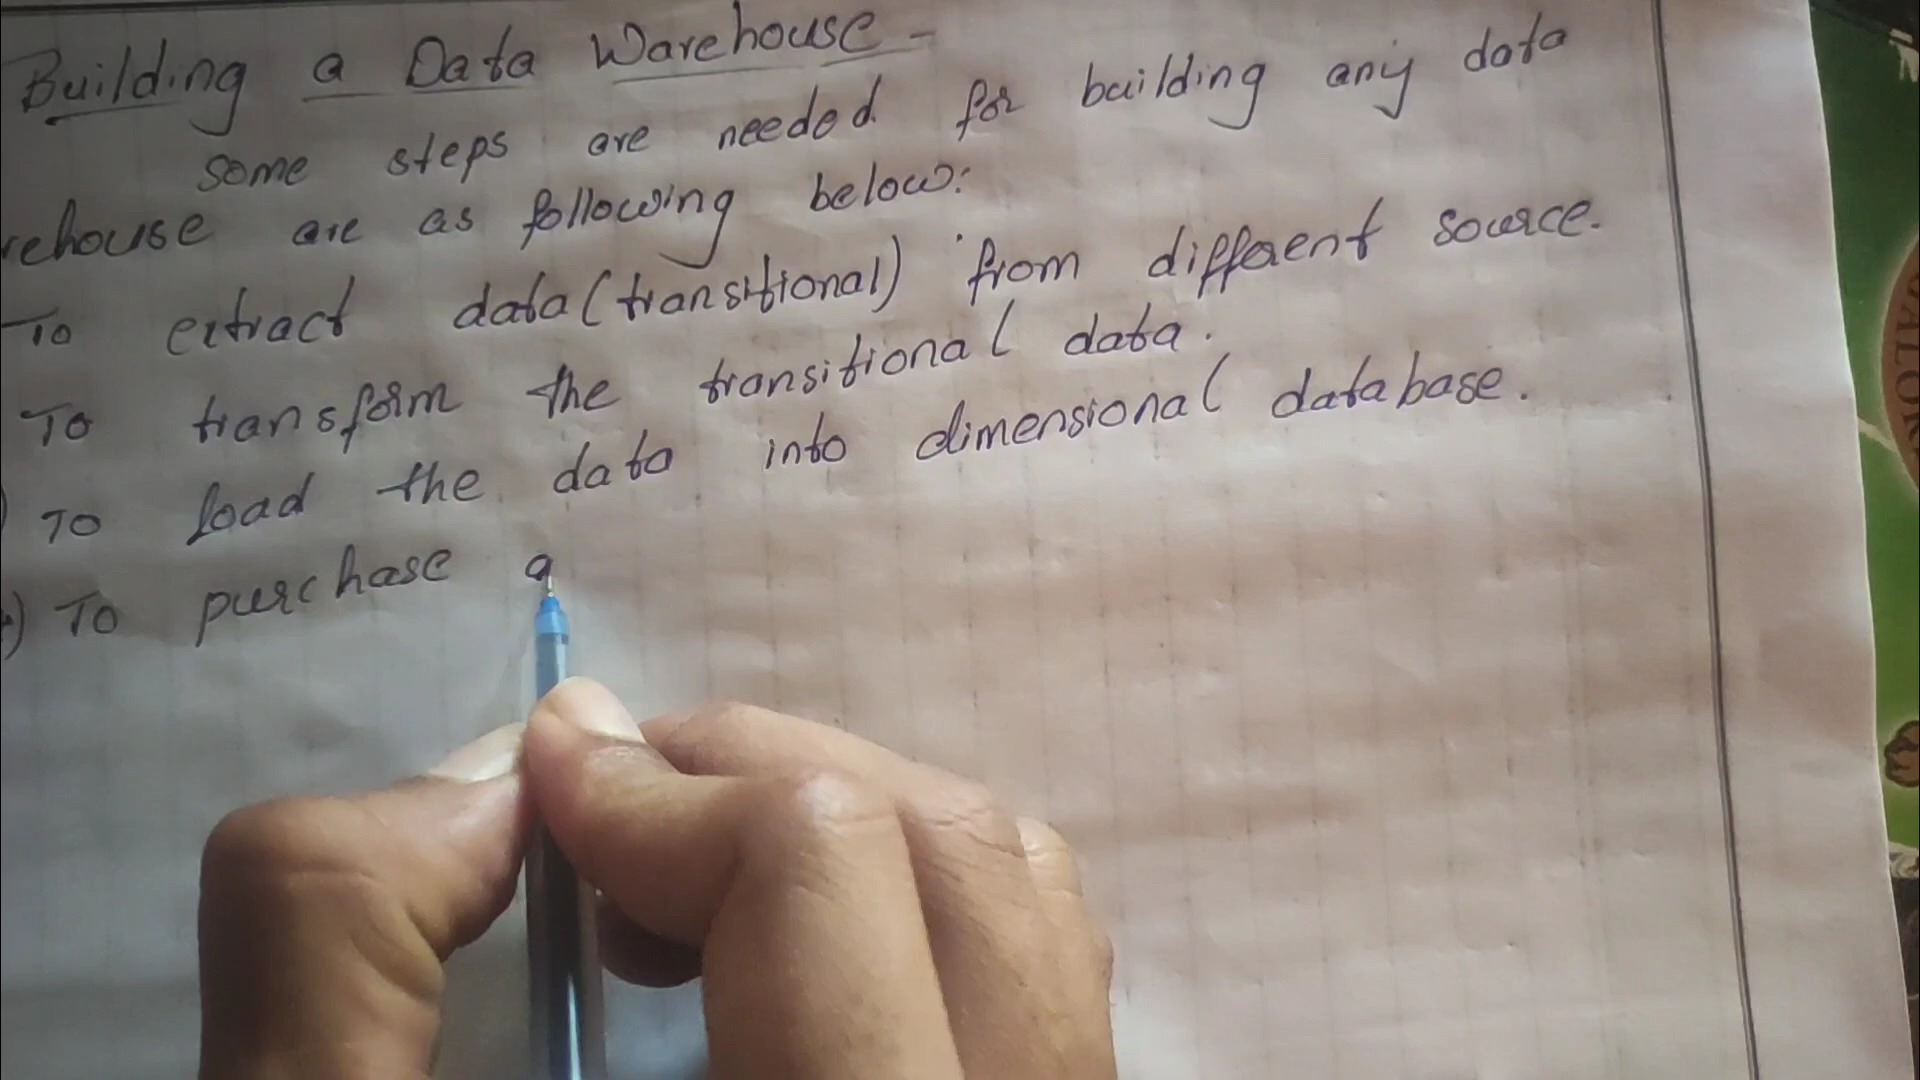 Building a Data Warehouse -
some steps are needed for building any data
rehouse are as following below:
To extract data (transitional) from diffaent source.
To transform the transitional data.
) To load the data into dimensional database.
) To purchase a